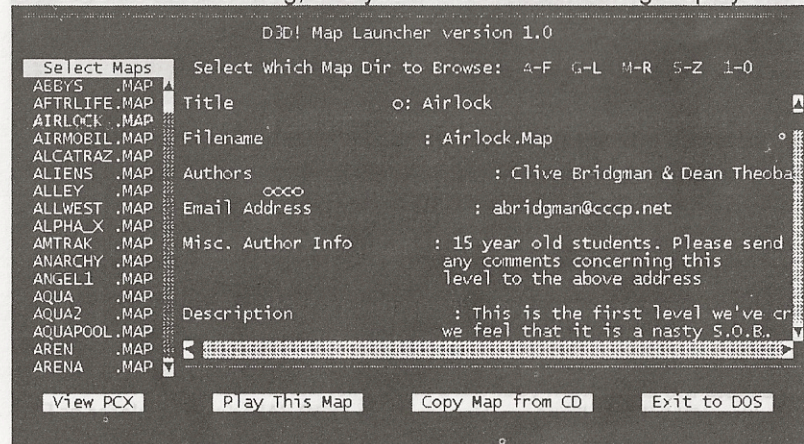 D3D! Map Launcher version 1.0
Select Maps
Select Which Map Dir to Browse: A-F G-L M-R S-Z 1-0
ABBYS .MAP
AFTRLIFE.MAP
AIRLOCK .MAP
AIRMOBIL.MAP
ALCATRAZ.MAP
ALIENS .MAP
ALLEY .MAP
ALLWEST .MAP
ALPHA_X .MAP
AMTRAK .MAP
ANARCHY .MAP
ANGEL1 .MAP
AQUA .MAP
AQUA2 .MAP
AQUAPOOL.MAP
AREN .MAP
ARENA .MAP
Title o: Airlock
Filename : Airlock.Map
Authors : Clive Bridgman & Dean Theoba
Email Address : abridgman@cccp.net
Misc. Author Info : 15 year old students. Please send
any comments concerning this
level to the above address
Description : This is the first level we've cr
we feel that it is a nasty S.O.B.
View PCX
Play This Map
Copy Map from CD
Exit to DOS